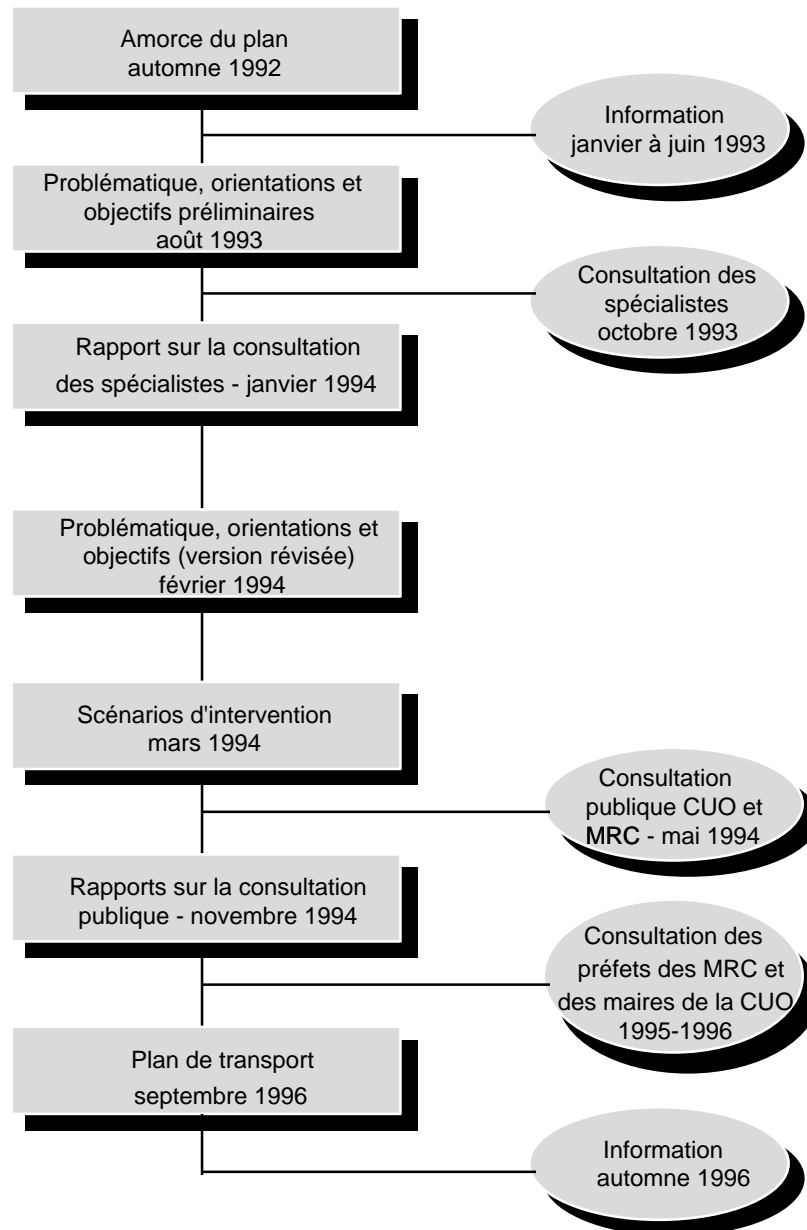 Amorce du plan
automne 1992
Information
janvier à juin 1993
Problématique, orientations et
objectifs préliminaires
août 1993
Consultation des
spécialistes
octobre 1993
Rapport sur la consultation
des spécialistes - janvier 1994
Problématique, orientations et
objectifs (version révisée)
février 1994
Scénarios d'intervention
mars 1994
Consultation
publique CUO et
MRC - mai 1994
Rapports sur la consultation
publique - novembre 1994
Consultation des
préfets des MRC et
des maires de la CUO
1995-1996
Plan de transport
septembre 1996
Information
automne 1996